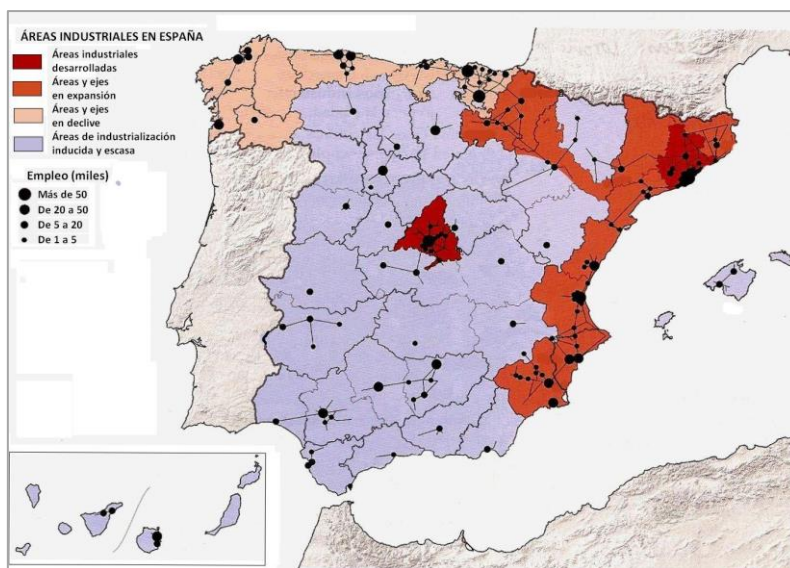 ÁREAS INDUSTRIALES EN ESPAÑA
Áreas industriales
desarrolladas
Áreas y ejes
en expansión
Áreas y ejes
en declive
Áreas de industrialización
inducida y escasa
Empleo (miles)
Más de 50
De 20 a 50
De 5 a 20
De 1 a 5